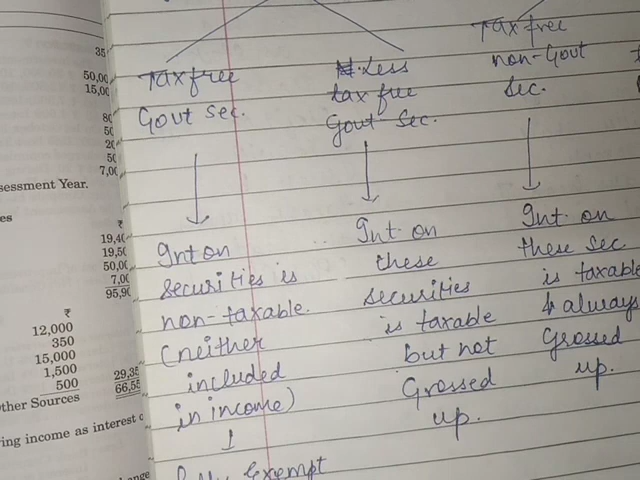 35
50,00
15,00
80
50
20
50
7,00
sessment Year.
es
₹
19,40
19,50
50,00
7,00
95,90
₹
12,000
350
15,000
1,500
500
29,35
66,55
ther Sources
ing income as interest o
ange
Tax free
Govt Sec.
Int on
securities is
non-taxable.
(neither
included
in income)
exempt
N. Less
tax free
Govt Sec.
Int. on
these
securities
is taxable
but not
Grossed
up.
Tax free
non-Govt
Sec.
Int. on
these sec
is taxable
& always
Grossed
up.